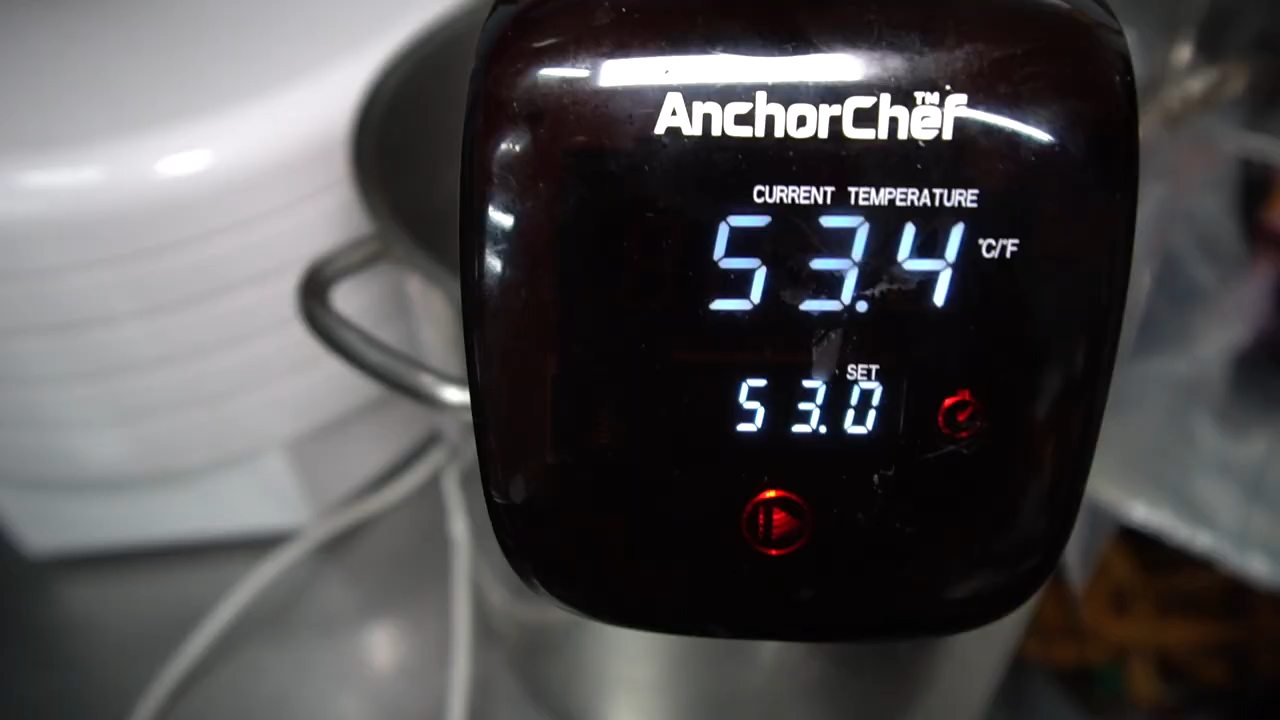 AnchorChef™
CURRENT TEMPERATURE
53.4 °C/°F
SET
53.0